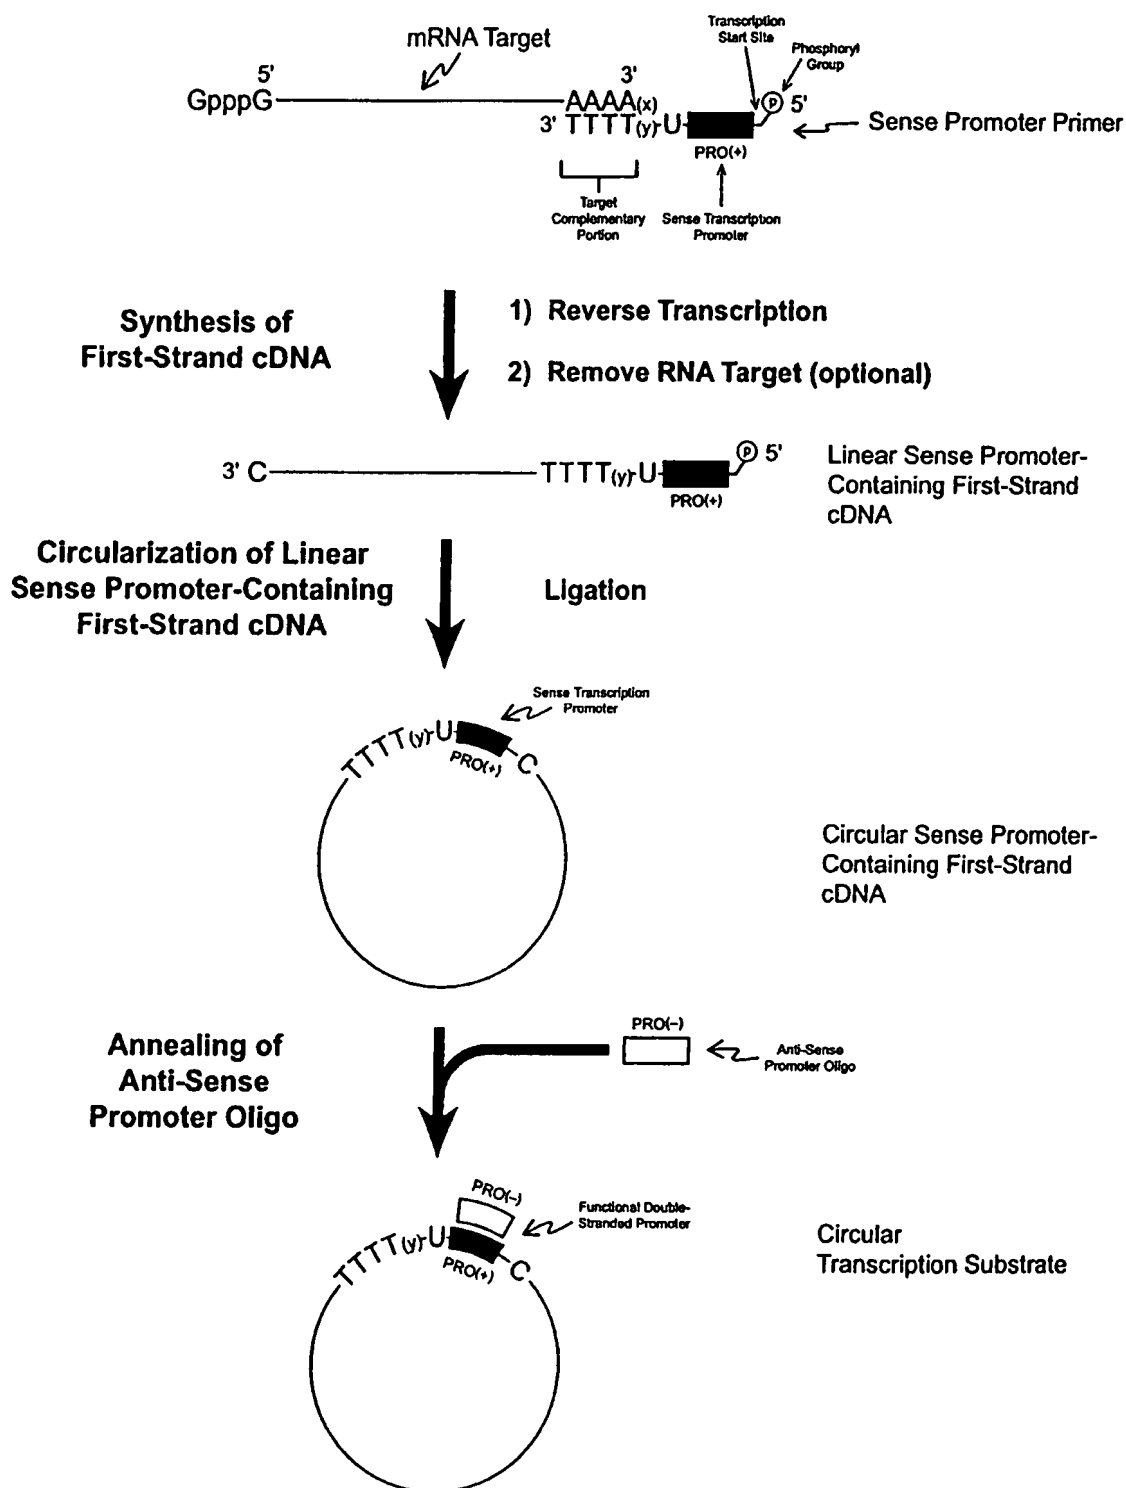 mRNA Target
Transcription
Start Site
Phosphoryl
Group
5'
3'
GpppG
AAAA(x)
P
5'
3' TTTT(y)-U
Sense Promoter Primer
PRO(+)
Target
Complementary
Portion
Sense Transcription
Promoter
Synthesis of
First-Strand cDNA
1) Reverse Transcription
2) Remove RNA Target (optional)
3' C
TTTT(y)-U
P
5'
PRO(+)
Linear Sense Promoter-
Containing First-Strand
cDNA
Circularization of Linear
Sense Promoter-Containing
First-Strand cDNA
Ligation
Sense Transcription
Promoter
TTTT(y)-U
PRO(+)
C
Circular Sense Promoter-
Containing First-Strand
cDNA
Annealing of
Anti-Sense
Promoter Oligo
PRO(-)
Anti-Sense
Promoter Oligo
PRO(-)
Functional Double-
Stranded Promoter
TTTT(y)-U
PRO(+)
C
Circular
Transcription Substrate